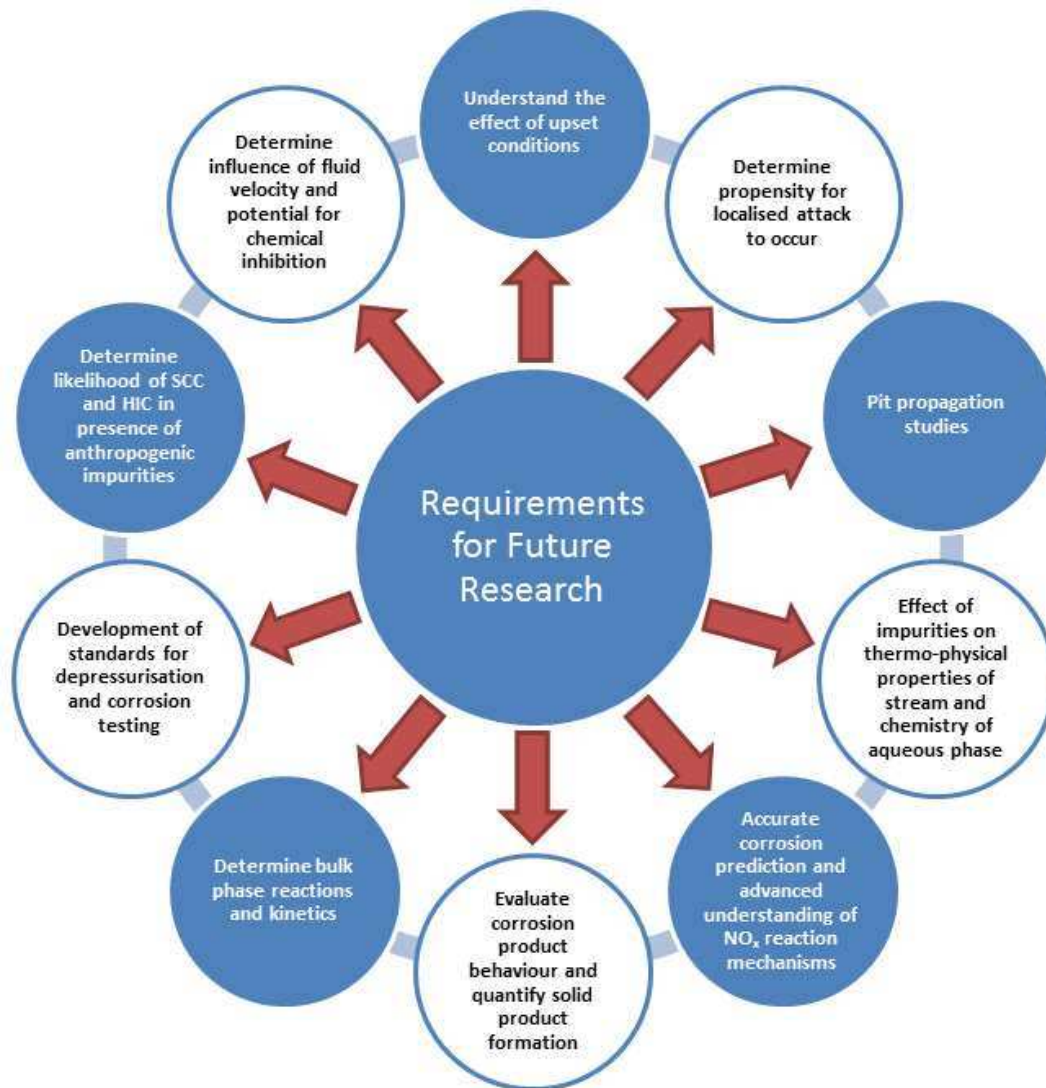 Understand the
effect of upset
conditions
Determine
propensity for
localised attack
to occur
Pit propagation
studies
Effect of
impurities on
thermo-physical
properties of
stream and
chemistry of
aqueous phase
Accurate
corrosion
prediction and
advanced
understanding of
NOₓ reaction
mechanisms
Evaluate
corrosion
product
behaviour and
quantify solid
product
formation
Determine bulk
phase reactions
and kinetics
Development of
standards for
depressurisation
and corrosion
testing
Determine
likelihood of SCC
and HIC in
presence of
anthropogenic
impurities
Determine
influence of fluid
velocity and
potential for
chemical
inhibition
Requirements
for Future
Research